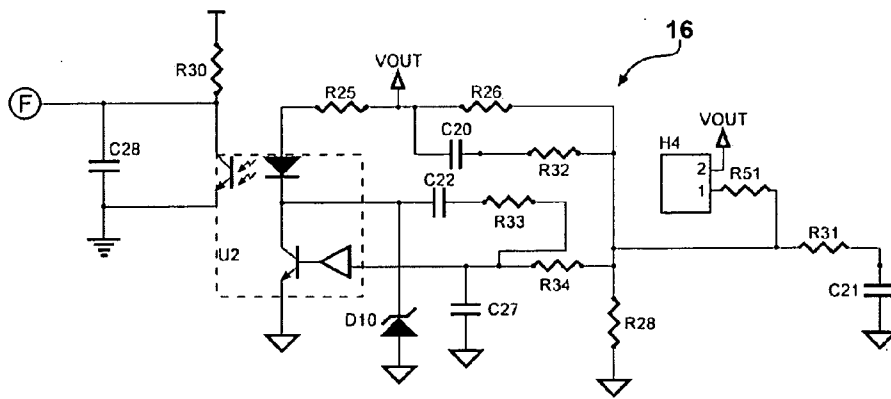 16
R30
VOUT
R25
R26
VOUT
F
C20
H4
C28
2
R51
C22
R32
1
R33
R31
U2
R34
C21
D10
C27
R28